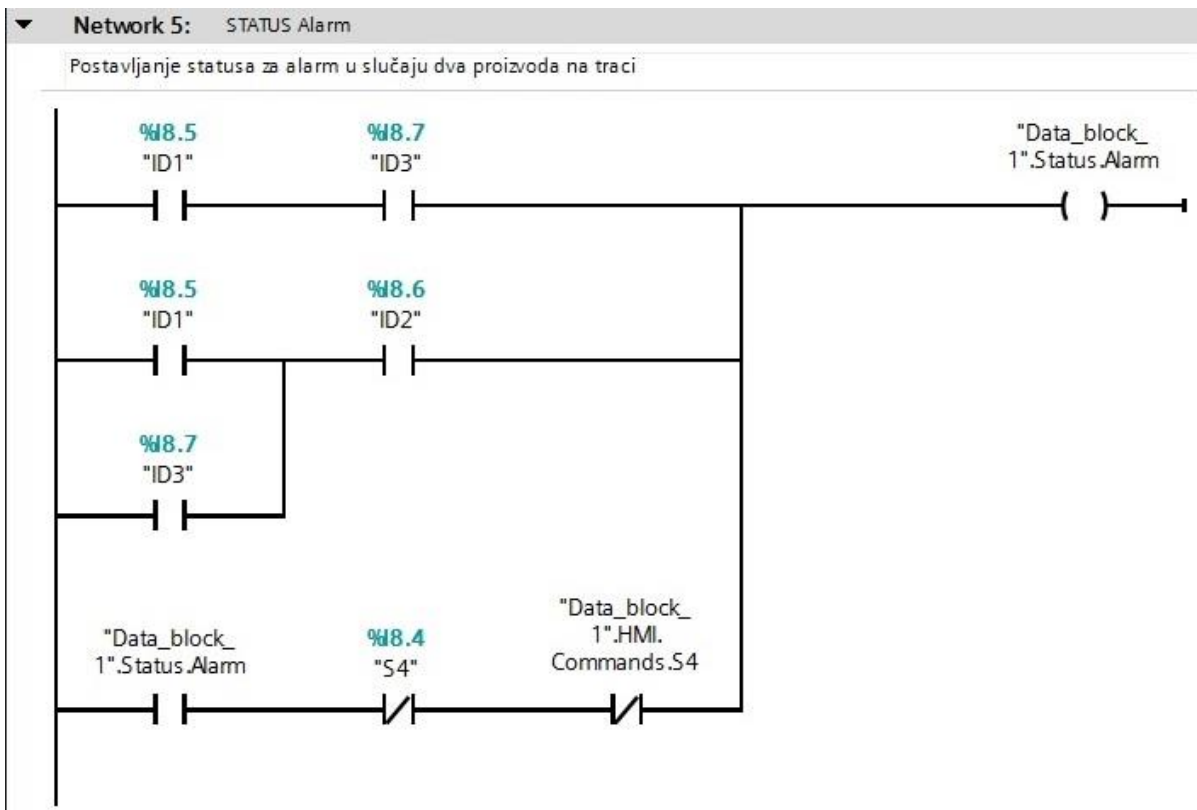 Network 5: STATUS Alarm
Postavljanje statusa za alarm u slučaju dva proizvoda na traci
%I8.5
"ID1"
%I8.7
"ID3"
"Data_block_
1".Status.Alarm
%I8.5
"ID1"
%I8.6
"ID2"
%I8.7
"ID3"
"Data_block_
1".Status.Alarm
%I8.4
"S4"
"Data_block_
1".HMI.
Commands.S4